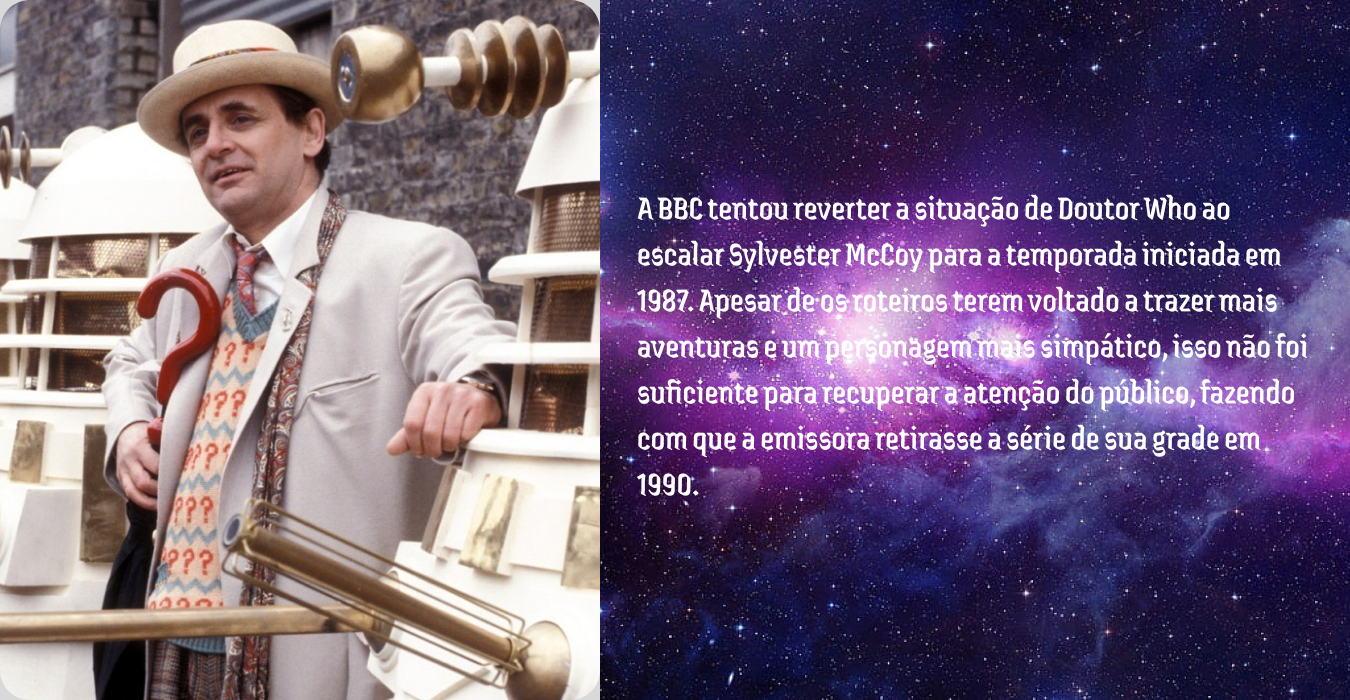 A BBC tentou reverter a situação de Doutor Who ao
escalar Sylvester McCoy para a temporada iniciada em
1987. Apesar de os roteiros terem voltado a trazer mais
aventuras e um personagem mais simpático, isso não foi
suficiente para recuperar a atenção do público, fazendo
com que a emissora retirasse a série de sua grade em
1990.